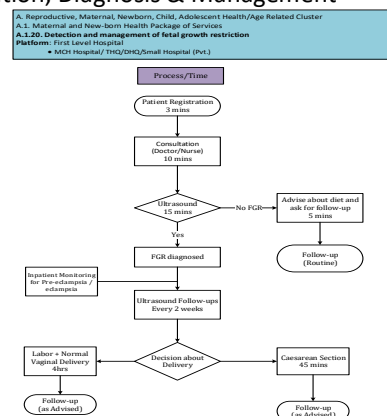 tion) Diagnosis & Management
A. Reproductive, Maternal, Newborn, Child, Adolescent Health/Age Related Cluster
A.1. Maternal and New-born Health Package of Services
A.1.20. Detection and management of fetal growth restriction
Platform: First Level Hospital
• MCH Hospital/ THQ/DHQ/Small Hospital (Pvt.)
Process/Time
Patient Registration
3 mins
Consultation
(Doctor/Nurse)
10 mins
Ultrasound
15 mins
No FGR
Advise about diet and
ask for follow-up
5 mins
Yes
Follow-up
(Routine)
FGR diagnosed
Inpatient Monitoring
for Pre-eclampsia /
eclampsia
Ultrasound Follow-ups
Every 2 weeks
Labor + Normal
Vaginal Delivery
4hrs
Decision about
Delivery
Caesarean Section
45 mins
Follow-up
(as Advised)
Follow-up
(as Advised)